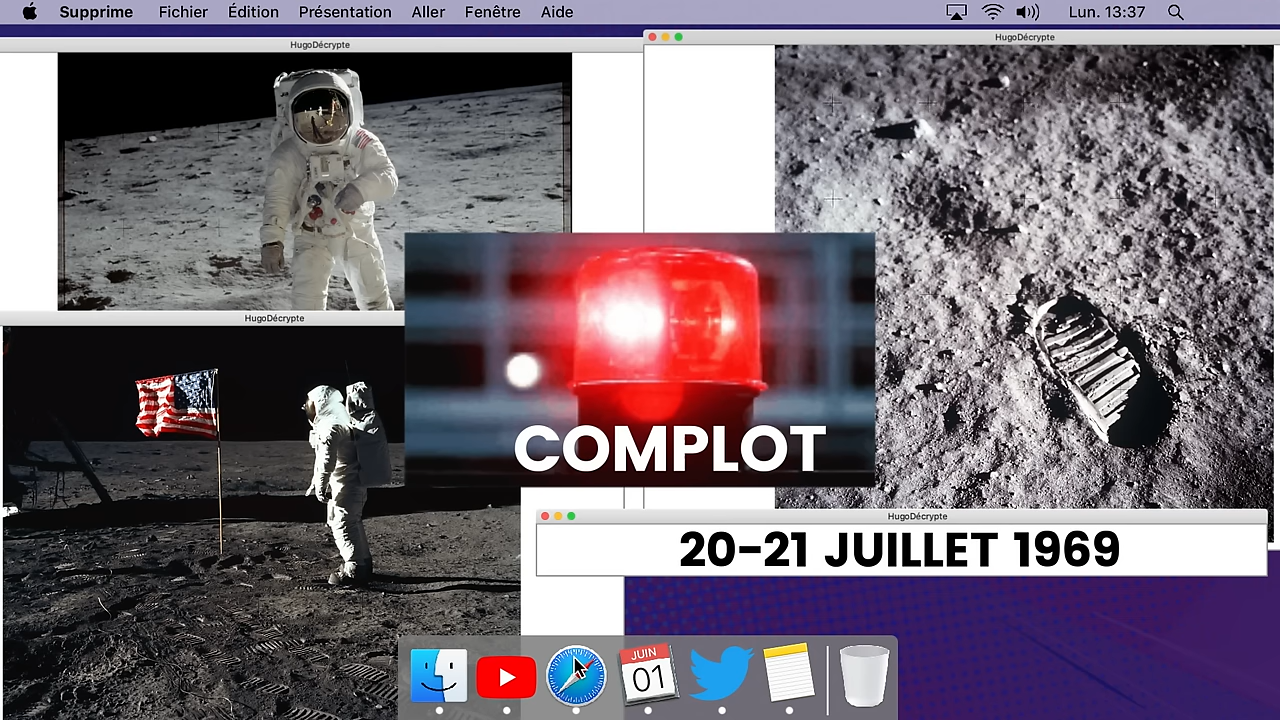 Supprime Fichier Édition Présentation Aller Fenêtre Aide Lun. 13:37
HugoDécrypte
HugoDécrypte
HugoDécrypte
COMPLOT
HugoDécrypte
20-21 JUILLET 1969
JUIN
01